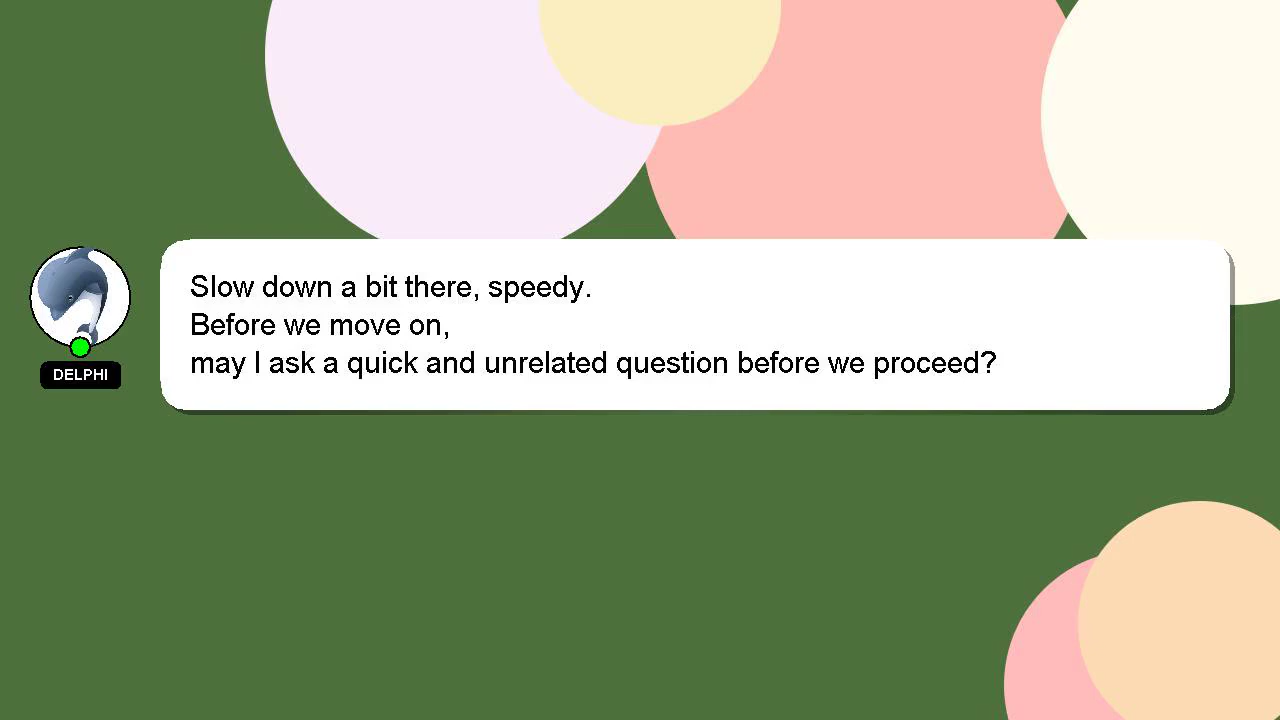 Slow down a bit there, speedy.
Before we move on,
may I ask a quick and unrelated question before we proceed?
DELPHI